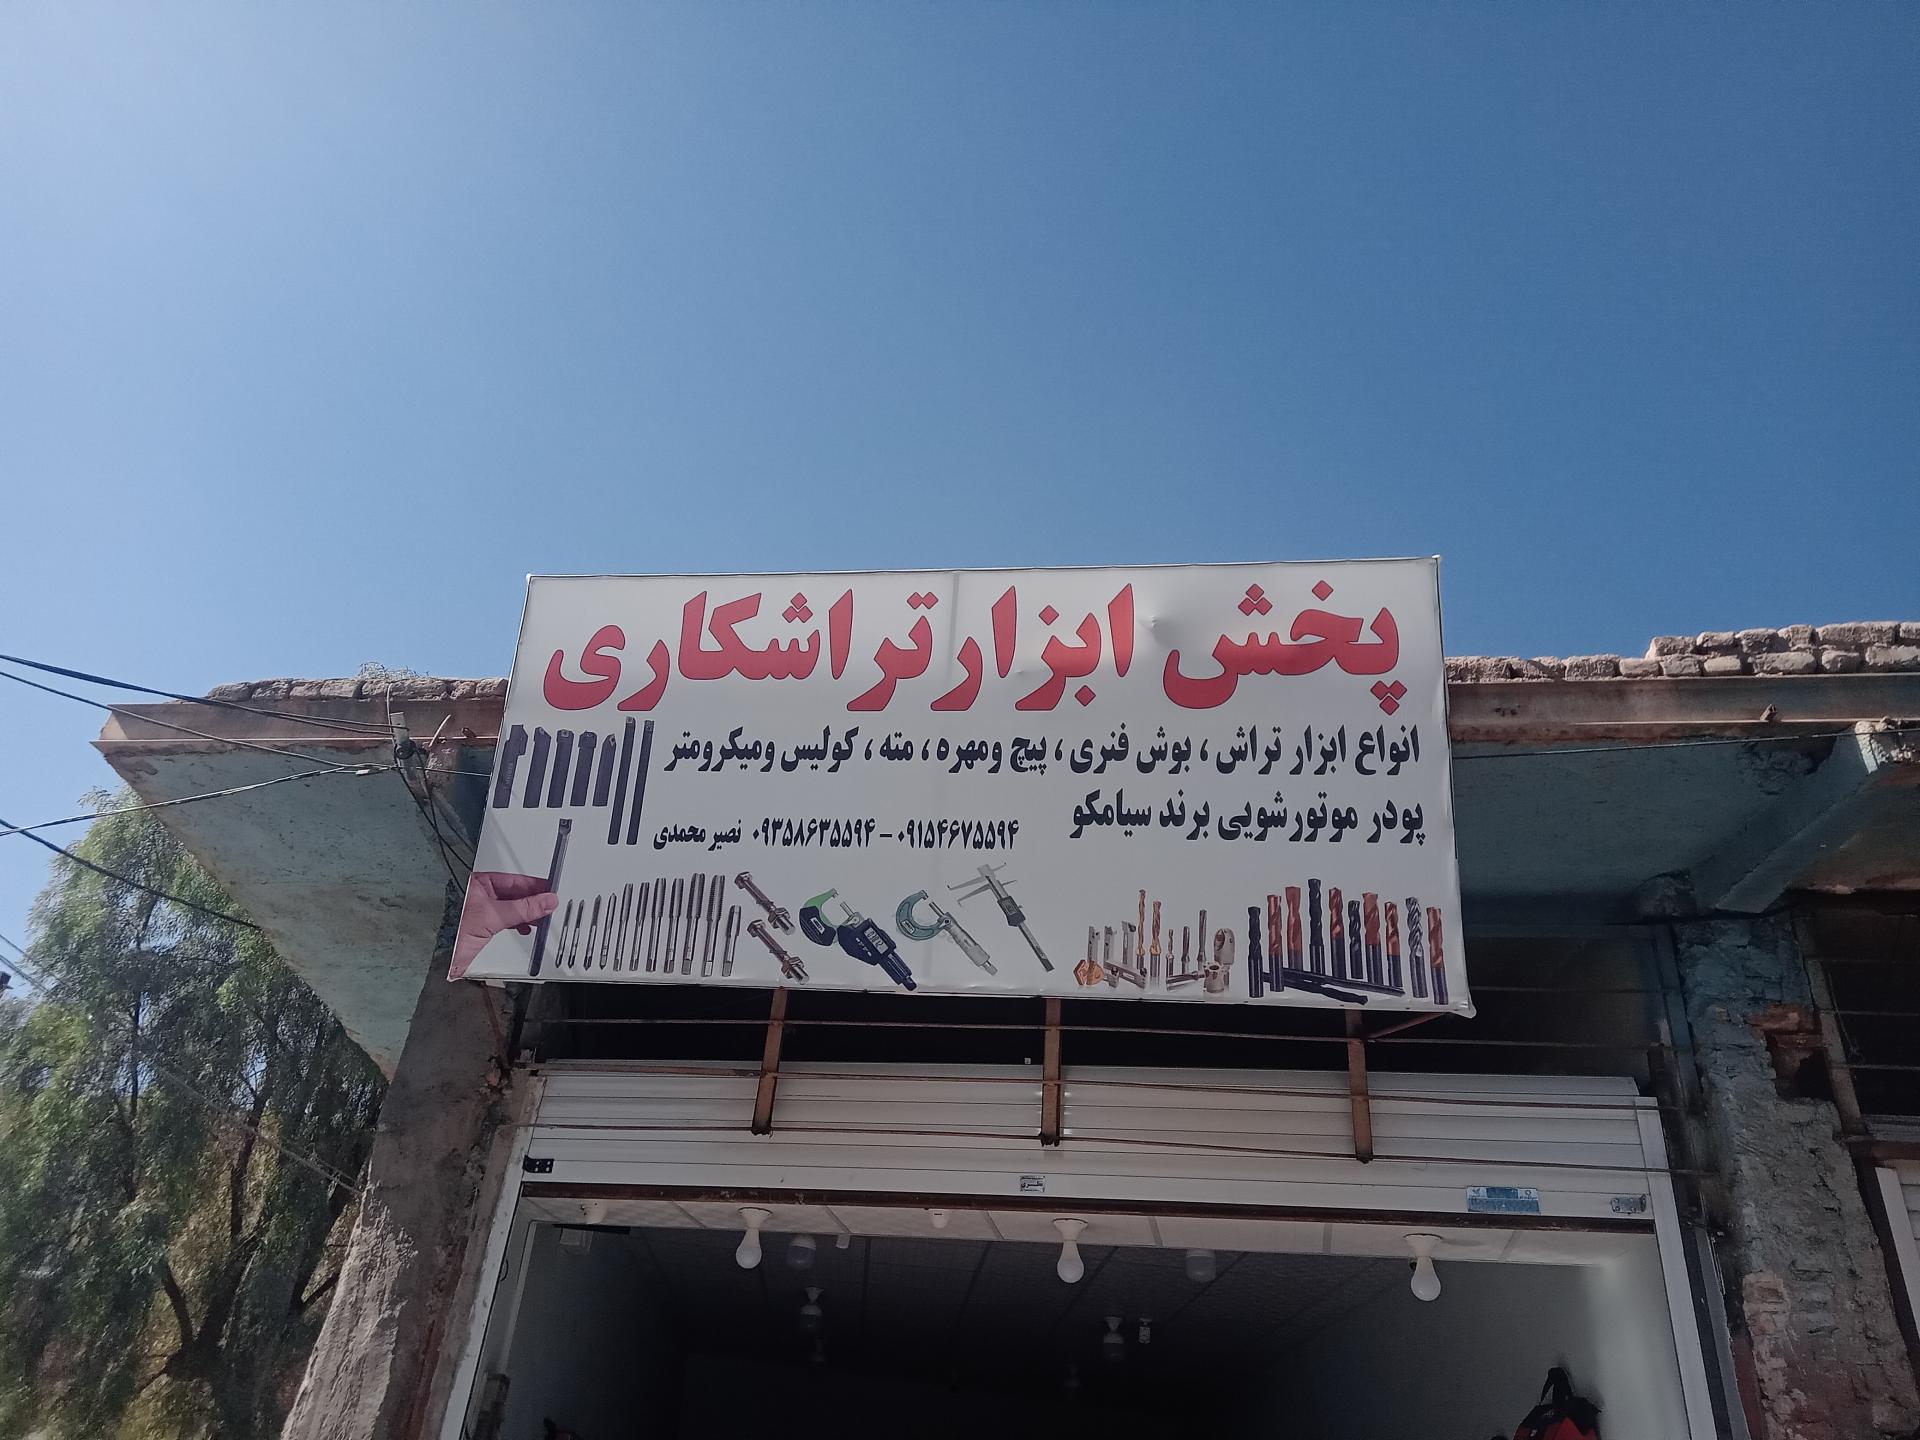 پخش ابزار تراشکاری
انواع ابزار تراش ، بوش فنری ، پیچ ومهره ، مته ، کولیس ومیکرومتر
پودر موتورشویی برند سیامکو
۰۹۱۵۴۶۷۵۵۹۴ - ۰۹۳۵۸۶۳۵۵۹۴ نصیر محمدی